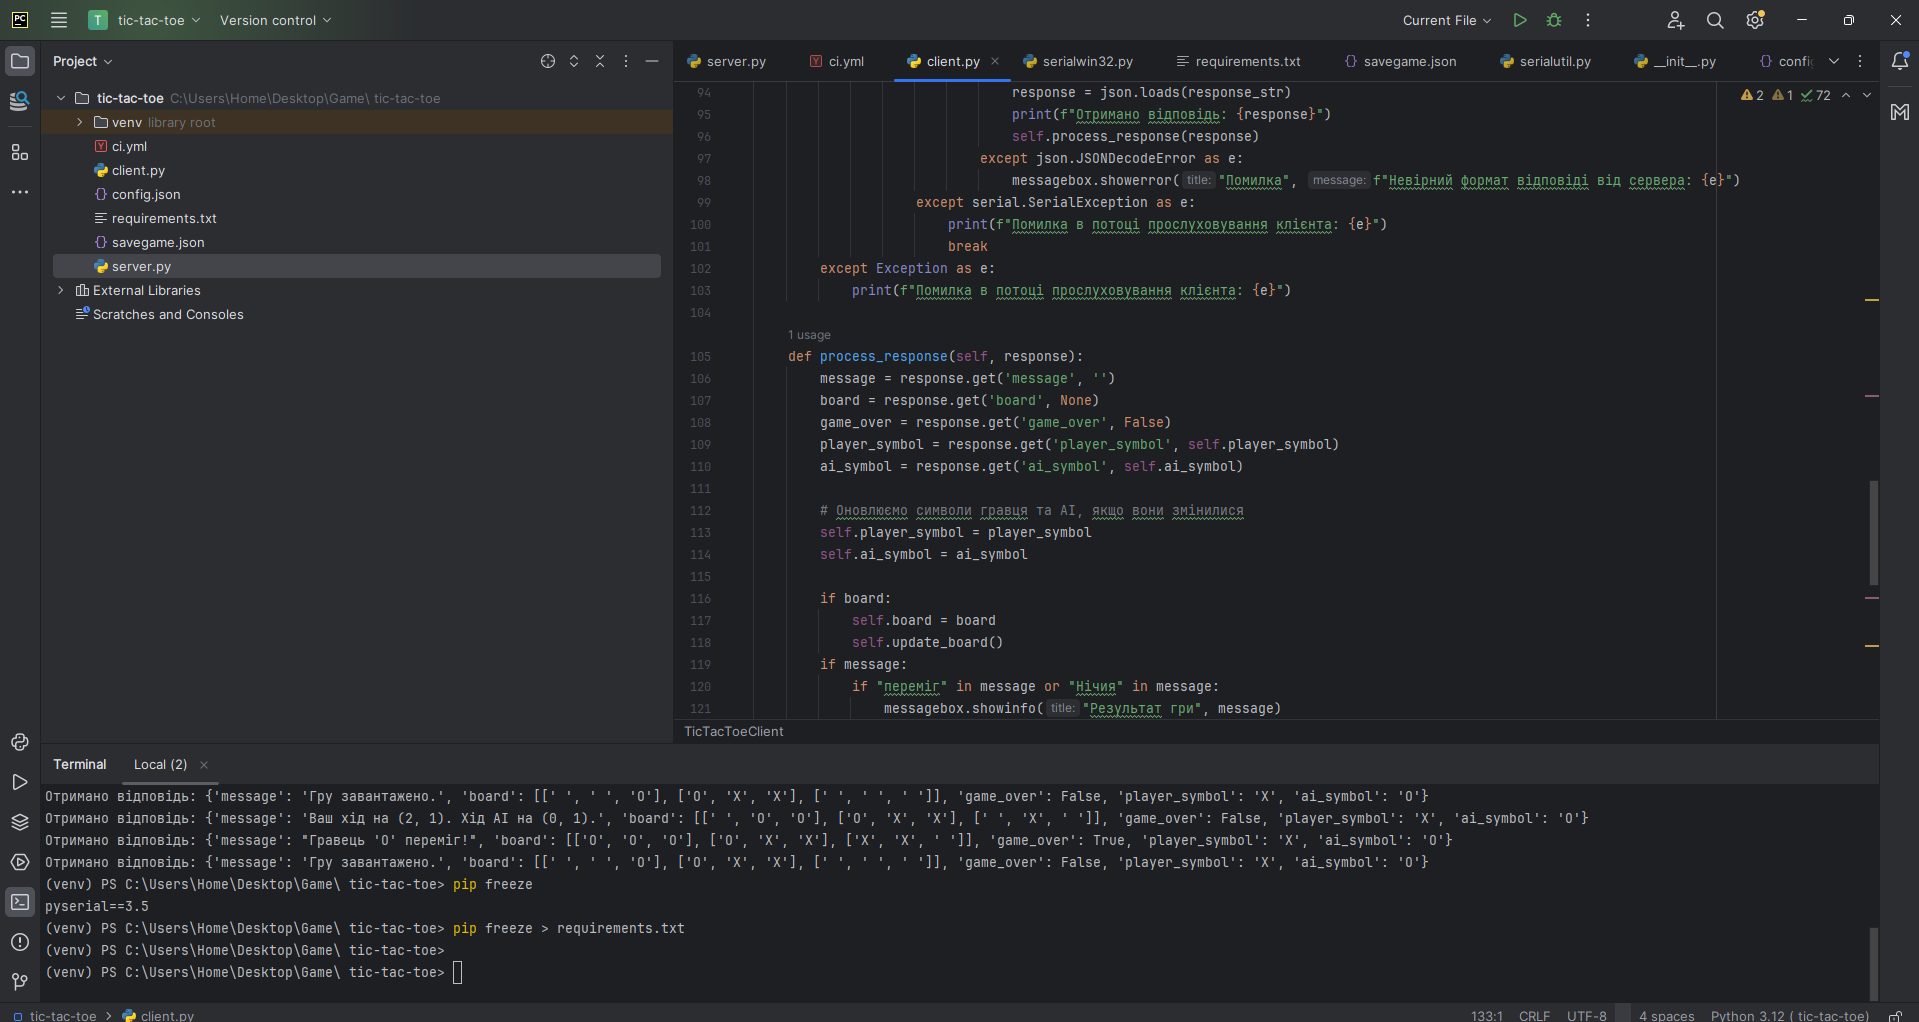 tic-tac-toe
Version control
Current File
Project
tic-tac-toe C:\Users\Home\Desktop\Game\ tic-tac-toe
venv library root
ci.yml
client.py
config.json
requirements.txt
savegame.json
server.py
External Libraries
Scratches and Consoles
server.py ci.yml client.py serialwin32.py requirements.txt savegame.json serialutil.py __init__.py
2 1 72
94 response = json.loads(response_str)
95 print(f"Отримано відповідь: {response}")
96 self.process_response(response)
97 except json.JSONDecodeError as e:
98 messagebox.showerror( title: "Помилка", message: f"Невірний формат відповіді від сервера: {e}")
99 except serial.SerialException as e:
100 print(f"Помилка в потоці прослуховування клієнта: {e}")
101 break
102 except Exception as e:
103 print(f"Помилка в потоці прослуховування клієнта: {e}")
104
1 usage
105 def process_response(self, response):
106 message = response.get('message', '')
107 board = response.get('board', None)
108 game_over = response.get('game_over', False)
109 player_symbol = response.get('player_symbol', self.player_symbol)
110 ai_symbol = response.get('ai_symbol', self.ai_symbol)
111
112 # Оновлюємо символи гравця та AI, якщо вони змінилися
113 self.player_symbol = player_symbol
114 self.ai_symbol = ai_symbol
115
116 if board:
117 self.board = board
118 self.update_board()
119 if message:
120 if "переміг" in message or "Нічия" in message:
121 messagebox.showinfo( title: "Результат гри", message)
TicTacToeClient
Terminal Local (2)
Отримано відповідь: {'message': 'Гру завантажено.', 'board': [[' ', ' ', 'O'], ['O', 'X', 'X'], [' ', ' ', ' ']], 'game_over': False, 'player_symbol': 'X', 'ai_symbol': 'O'}
Отримано відповідь: {'message': 'Ваш хід на (2, 1). Хід AI на (0, 1).', 'board': [[' ', 'O', 'O'], ['O', 'X', 'X'], [' ', 'X', ' ']], 'game_over': False, 'player_symbol': 'X', 'ai_symbol': 'O'}
Отримано відповідь: {'message': "Гравець 'O' переміг!", 'board': [['O', 'O', 'O'], ['O', 'X', 'X'], ['X', 'X', ' ']], 'game_over': True, 'player_symbol': 'X', 'ai_symbol': 'O'}
Отримано відповідь: {'message': 'Гру завантажено.', 'board': [[' ', ' ', 'O'], ['O', 'X', 'X'], [' ', ' ', ' ']], 'game_over': False, 'player_symbol': 'X', 'ai_symbol': 'O'}
(venv) PS C:\Users\Home\Desktop\Game\ tic-tac-toe> pip freeze
pyserial==3.5
(venv) PS C:\Users\Home\Desktop\Game\ tic-tac-toe> pip freeze > requirements.txt
(venv) PS C:\Users\Home\Desktop\Game\ tic-tac-toe>
(venv) PS C:\Users\Home\Desktop\Game\ tic-tac-toe>
tic-tac-toe > client.py
133:1 CRLF UTF-8 4 spaces Python 3.12 ( tic-tac-toe)